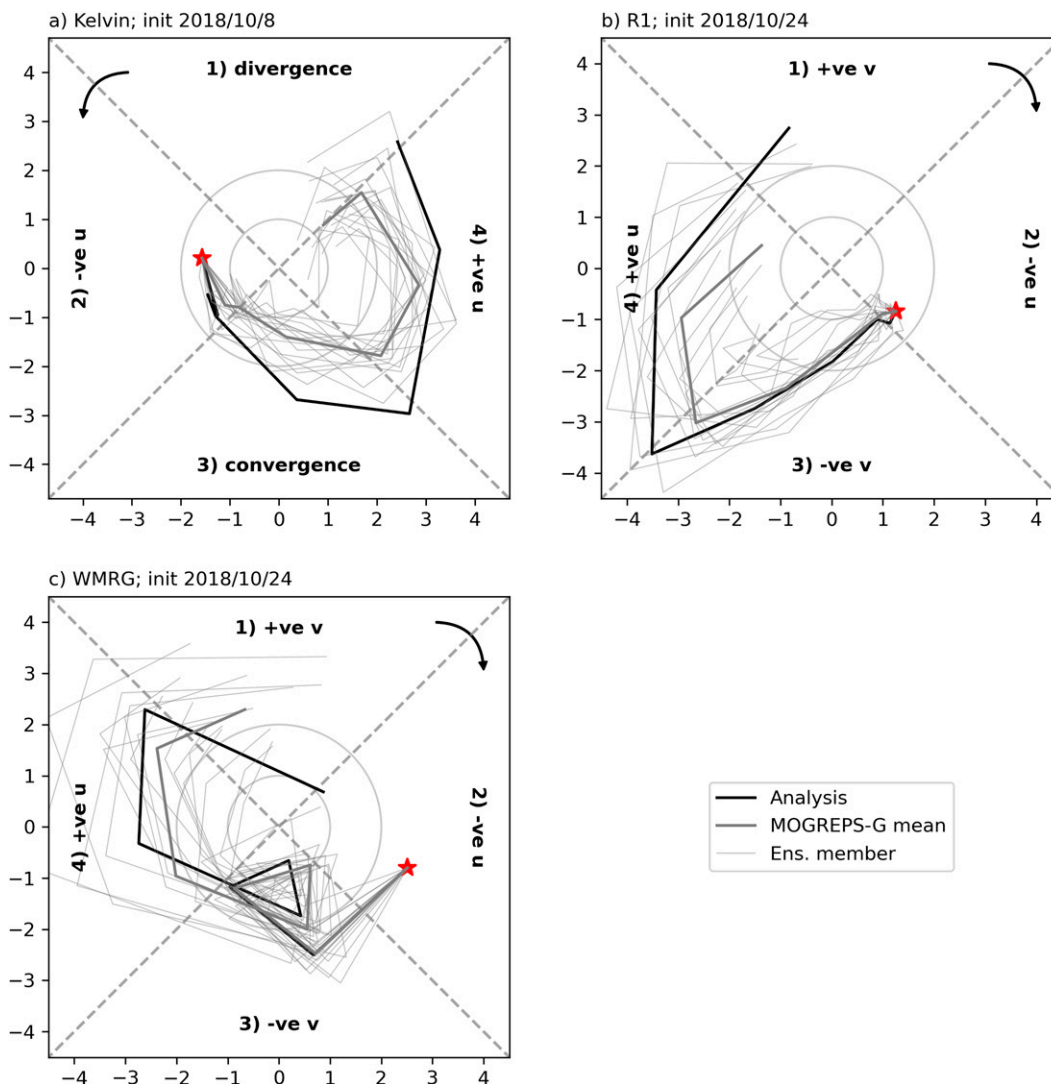 a) Kelvin; init 2018/10/8
4
3
2
1
0
−1
−2
−3
−4
−4 −3 −2 −1 0 1 2 3 4
1) divergence
2) -ve u
3) convergence
4) +ve u
b) R1; init 2018/10/24
4
3
2
1
0
−1
−2
−3
−4
−4 −3 −2 −1 0 1 2 3 4
1) +ve v
2) -ve u
3) -ve v
4) +ve u
c) WMRG; init 2018/10/24
4
3
2
1
0
−1
−2
−3
−4
−4 −3 −2 −1 0 1 2 3 4
1) +ve v
2) -ve u
3) -ve v
4) +ve u
Analysis
MOGREPS-G mean
Ens. member